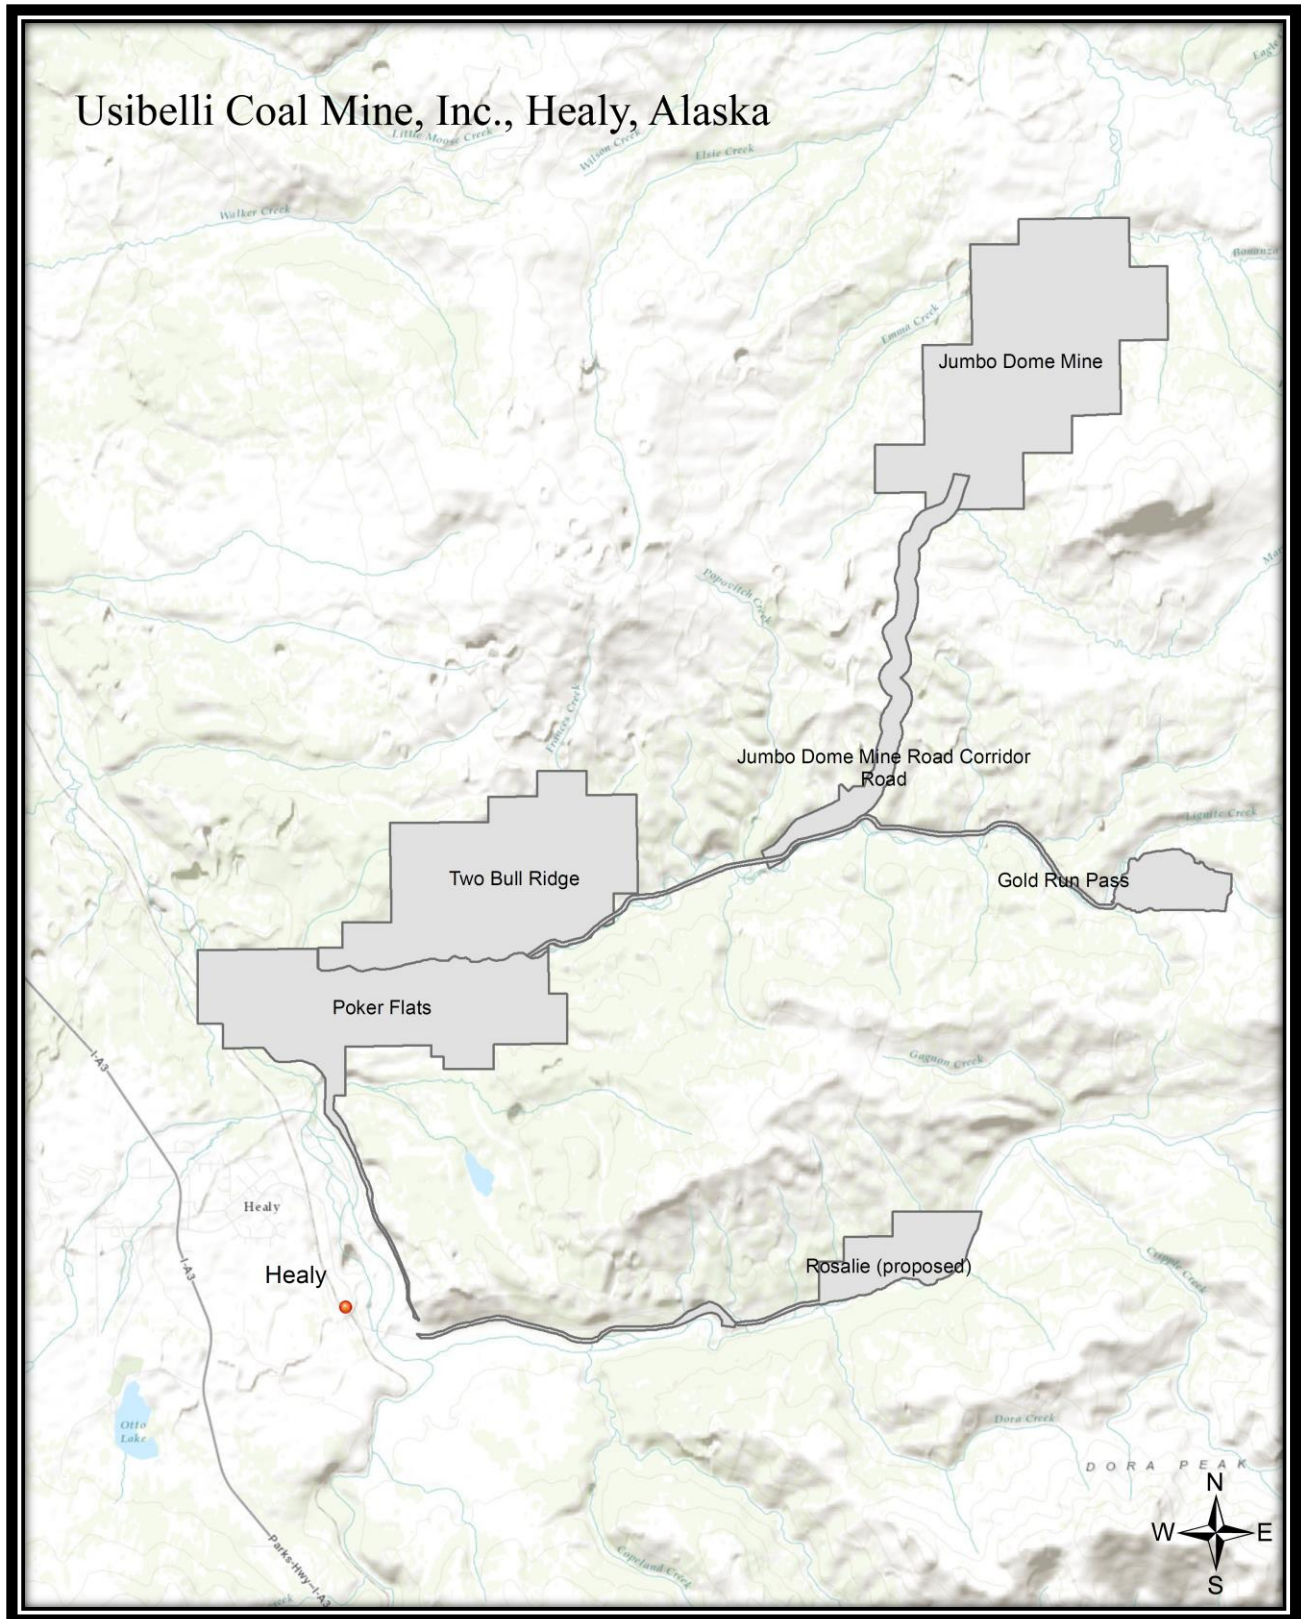 Usibelli Coal Mine, Inc., Healy, Alaska
Little Moose Creek
Wilson Creek
Elsie Creek
Walker Creek
Emma Creek
Jumbo Dome Mine
Popovitch Creek
Frances Creek
Jumbo Dome Mine Road Corridor
Road
Lignite Creek
Two Bull Ridge
Gold Run Pass
Poker Flats
I-A3
Gagnon Creek
Healy
I-A3
Healy
Rosalie (proposed)
Cripple Creek
Otto
Lake
Dora Creek
DORA PEAK
N
W
E
S
Parks-Hwy-I-A3
Copeland Creek